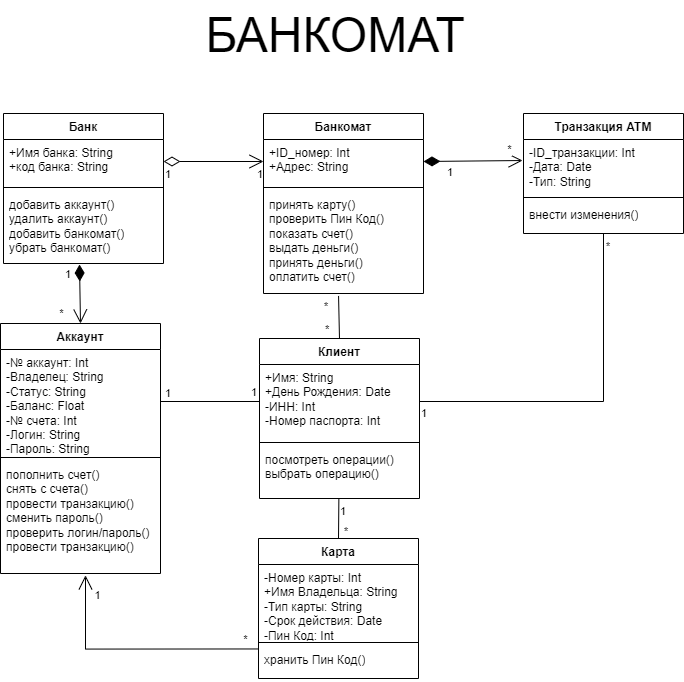 БАНКОМАТ
Банк
+Имя банка: String
+код банка: String
добавить аккаунт()
удалить аккаунт()
добавить банкомат()
убрать банкомат()
1
1
Банкомат
+ID_номер: Int
+Адрес: String
принять карту()
проверить Пин Код()
показать счет()
выдать деньги()
принять деньги()
оплатить счет()
1
*
Транзакция ATM
-ID_транзакции: Int
-Дата: Date
-Тип: String
внести изменения()
1
*
*
*
*
Аккаунт
-№ аккаунт: Int
-Владелец: String
-Статус: String
-Баланс: Float
-№ счета: Int
-Логин: String
-Пароль: String
пополнить счет()
снять с счета()
провести транзакцию()
сменить пароль()
проверить логин/пароль()
провести транзакцию()
1
1
Клиент
+Имя: String
+День Рождения: Date
-ИНН: Int
-Номер паспорта: Int
посмотреть операции()
выбрать операцию()
1
1
*
Карта
-Номер карты: Int
+Имя Владельца: String
-Тип карты: String
-Срок действия: Date
-Пин Код: Int
хранить Пин Код()
1
*